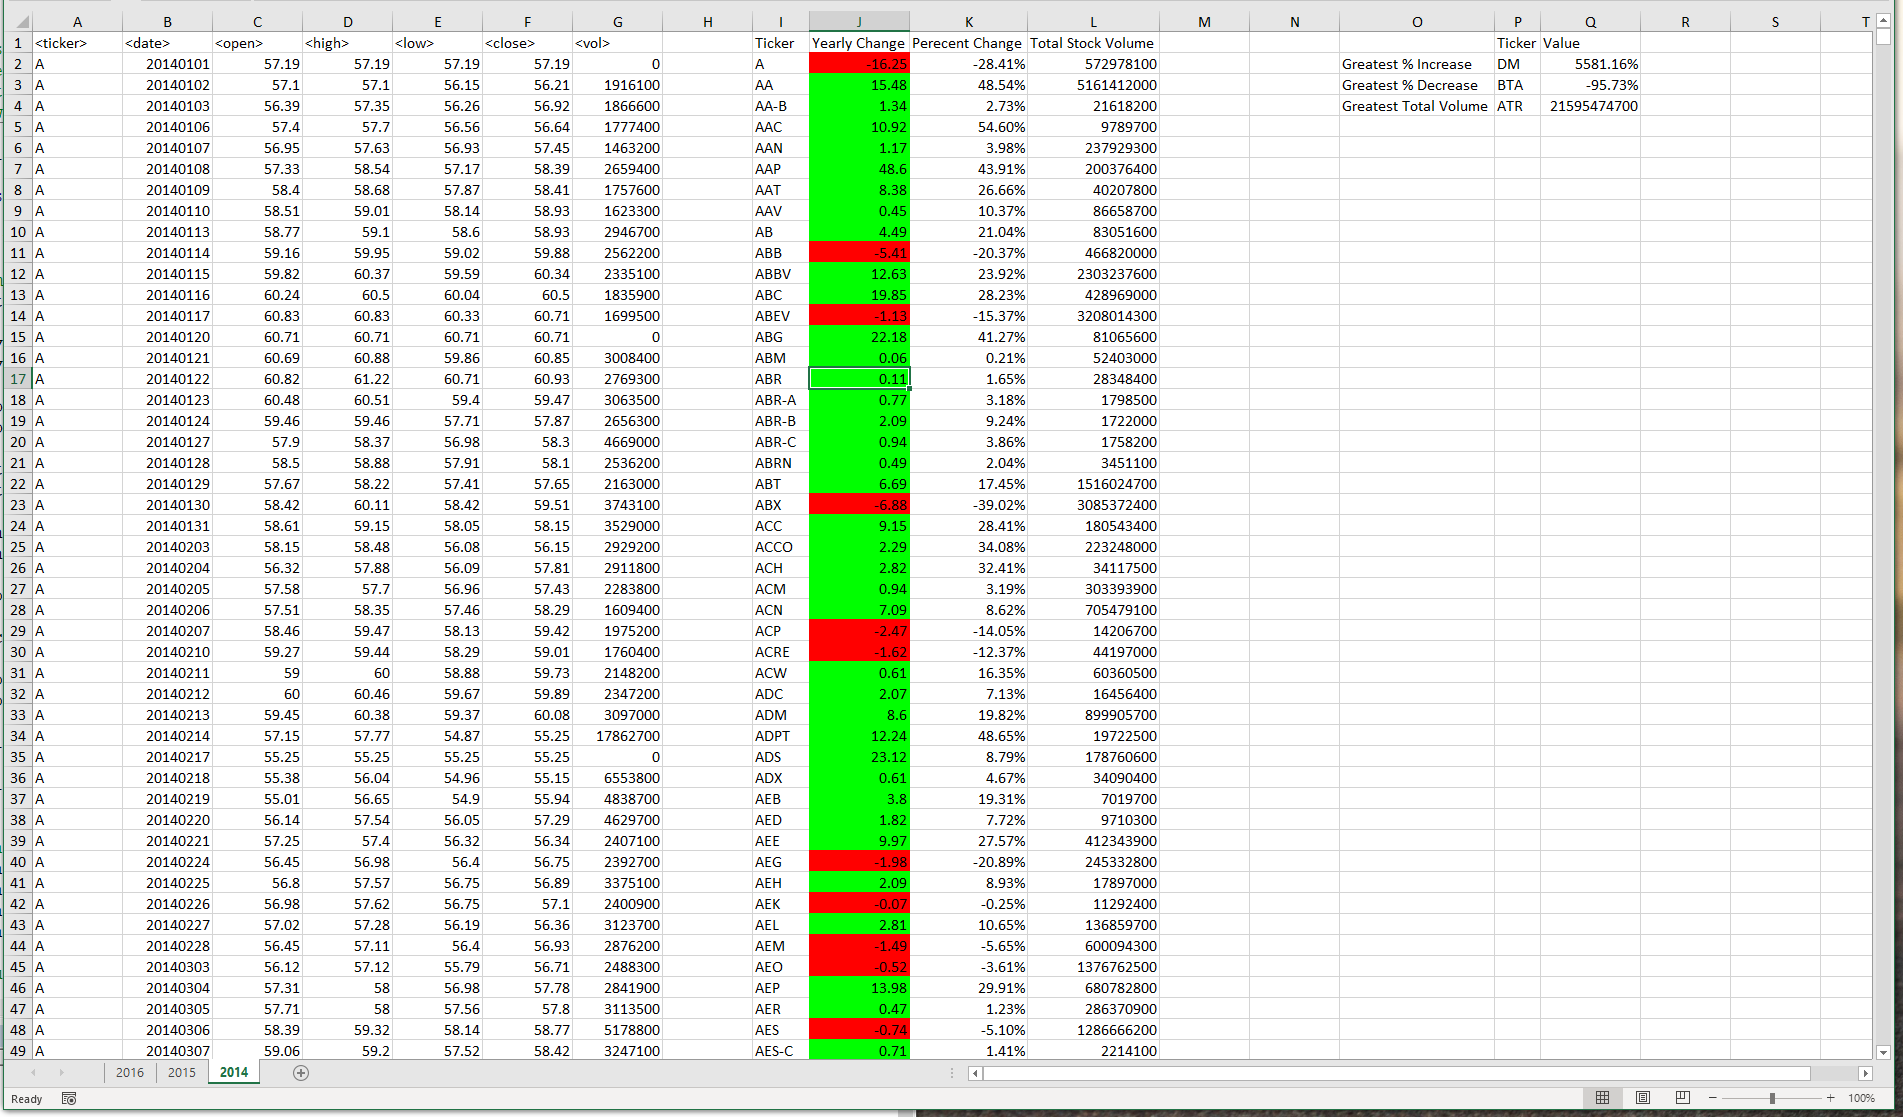 A B C D E F G H I J K L M N O P Q R S T
1 <ticker> <date> <open> <high> <low> <close> <vol> Ticker Yearly Change Perecent Change Total Stock Volume Ticker Value
2 A 20140101 57.19 57.19 57.19 57.19 0 A -16.25 -28.41% 572978100 Greatest % Increase DM 5581.16%
3 A 20140102 57.1 57.1 56.15 56.21 1916100 AA 15.48 48.54% 5161412000 Greatest % Decrease BTA -95.73%
4 A 20140103 56.39 57.35 56.26 56.92 1866600 AA-B 1.34 2.73% 21618200 Greatest Total Volume ATR 21595474700
5 A 20140106 57.4 57.7 56.56 56.64 1777400 AAC 10.92 54.60% 9789700
6 A 20140107 56.95 57.63 56.93 57.45 1463200 AAN 1.17 3.98% 237929300
7 A 20140108 57.33 58.54 57.17 58.39 2659400 AAP 48.6 43.91% 200376400
8 A 20140109 58.4 58.68 57.87 58.41 1757600 AAT 8.38 26.66% 40207800
9 A 20140110 58.51 59.01 58.14 58.93 1623300 AAV 0.45 10.37% 86658700
10 A 20140113 58.77 59.1 58.6 58.93 2946700 AB 4.49 21.04% 83051600
11 A 20140114 59.16 59.95 59.02 59.88 2562200 ABB -5.41 -20.37% 466820000
12 A 20140115 59.82 60.37 59.59 60.34 2335100 ABBV 12.63 23.92% 2303237600
13 A 20140116 60.24 60.5 60.04 60.5 1835900 ABC 19.85 28.23% 428969000
14 A 20140117 60.83 60.83 60.33 60.71 1699500 ABEV -1.13 -15.37% 3208014300
15 A 20140120 60.71 60.71 60.71 60.71 0 ABG 22.18 41.27% 81065600
16 A 20140121 60.69 60.88 59.86 60.85 3008400 ABM 0.06 0.21% 52403000
17 A 20140122 60.82 61.22 60.71 60.93 2769300 ABR 0.11 1.65% 28348400
18 A 20140123 60.48 60.51 59.4 59.47 3063500 ABR-A 0.77 3.18% 1798500
19 A 20140124 59.46 59.46 57.71 57.87 2656300 ABR-B 2.09 9.24% 1722000
20 A 20140127 57.9 58.37 56.98 58.3 4669000 ABR-C 0.94 3.86% 1758200
21 A 20140128 58.5 58.88 57.91 58.1 2536200 ABRN 0.49 2.04% 3451100
22 A 20140129 57.67 58.22 57.41 57.65 2163000 ABT 6.69 17.45% 1516024700
23 A 20140130 58.42 60.11 58.42 59.51 3743100 ABX -6.88 -39.02% 3085372400
24 A 20140131 58.61 59.15 58.05 58.15 3529000 ACC 9.15 28.41% 180543400
25 A 20140203 58.15 58.48 56.08 56.15 2929200 ACCO 2.29 34.08% 223248000
26 A 20140204 56.32 57.88 56.09 57.81 2911800 ACH 2.82 32.41% 34117500
27 A 20140205 57.58 57.7 56.96 57.43 2283800 ACM 0.94 3.19% 303393900
28 A 20140206 57.51 58.35 57.46 58.29 1609400 ACN 7.09 8.62% 705479100
29 A 20140207 58.46 59.47 58.13 59.42 1975200 ACP -2.47 -14.05% 14206700
30 A 20140210 59.27 59.44 58.29 59.01 1760400 ACRE -1.62 -12.37% 44197000
31 A 20140211 59 60 58.88 59.73 2148200 ACW 0.61 16.35% 60360500
32 A 20140212 60 60.46 59.67 59.89 2347200 ADC 2.07 7.13% 16456400
33 A 20140213 59.45 60.38 59.37 60.08 3097000 ADM 8.6 19.82% 899905700
34 A 20140214 57.15 57.77 54.87 55.25 17862700 ADPT 12.24 48.65% 19722500
35 A 20140217 55.25 55.25 55.25 55.25 0 ADS 23.12 8.79% 178760600
36 A 20140218 55.38 56.04 54.96 55.15 6553800 ADX 0.61 4.67% 34090400
37 A 20140219 55.01 56.65 54.9 55.94 4838700 AEB 3.8 19.31% 7019700
38 A 20140220 56.14 57.54 56.05 57.29 4629700 AED 1.82 7.72% 9710300
39 A 20140221 57.25 57.4 56.32 56.34 2407100 AEE 9.97 27.57% 412343900
40 A 20140224 56.45 56.98 56.4 56.75 2392700 AEG -1.98 -20.89% 245332800
41 A 20140225 56.8 57.57 56.75 56.89 3375100 AEH 2.09 8.93% 17897000
42 A 20140226 56.98 57.62 56.75 57.1 2400900 AEK -0.07 -0.25% 11292400
43 A 20140227 57.02 57.28 56.19 56.36 3123700 AEL 2.81 10.65% 136859700
44 A 20140228 56.45 57.11 56.4 56.93 2876200 AEM -1.49 -5.65% 600094300
45 A 20140303 56.12 57.12 55.79 56.71 2488300 AEO -0.52 -3.61% 1376762500
46 A 20140304 57.31 58 56.98 57.78 2841900 AEP 13.98 29.91% 680782800
47 A 20140305 57.71 58 57.56 57.8 3113500 AER 0.47 1.23% 286370900
48 A 20140306 58.39 59.32 58.14 58.77 5178800 AES -0.74 -5.10% 1286666200
49 A 20140307 59.06 59.2 57.52 58.42 3247100 AES-C 0.71 1.41% 2214100
2016 2015 2014
Ready 100%